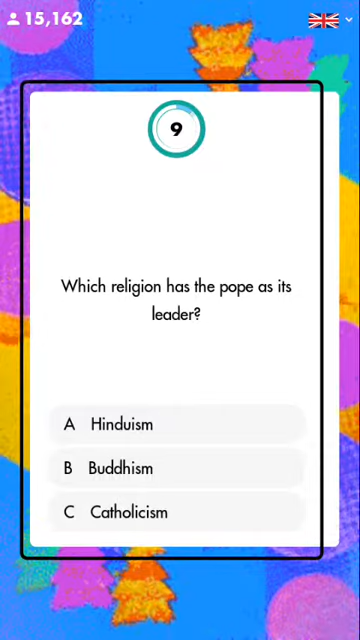 15,162
9
Which religion has the pope as its
leader?
A Hinduism
B Buddhism
C Catholicism